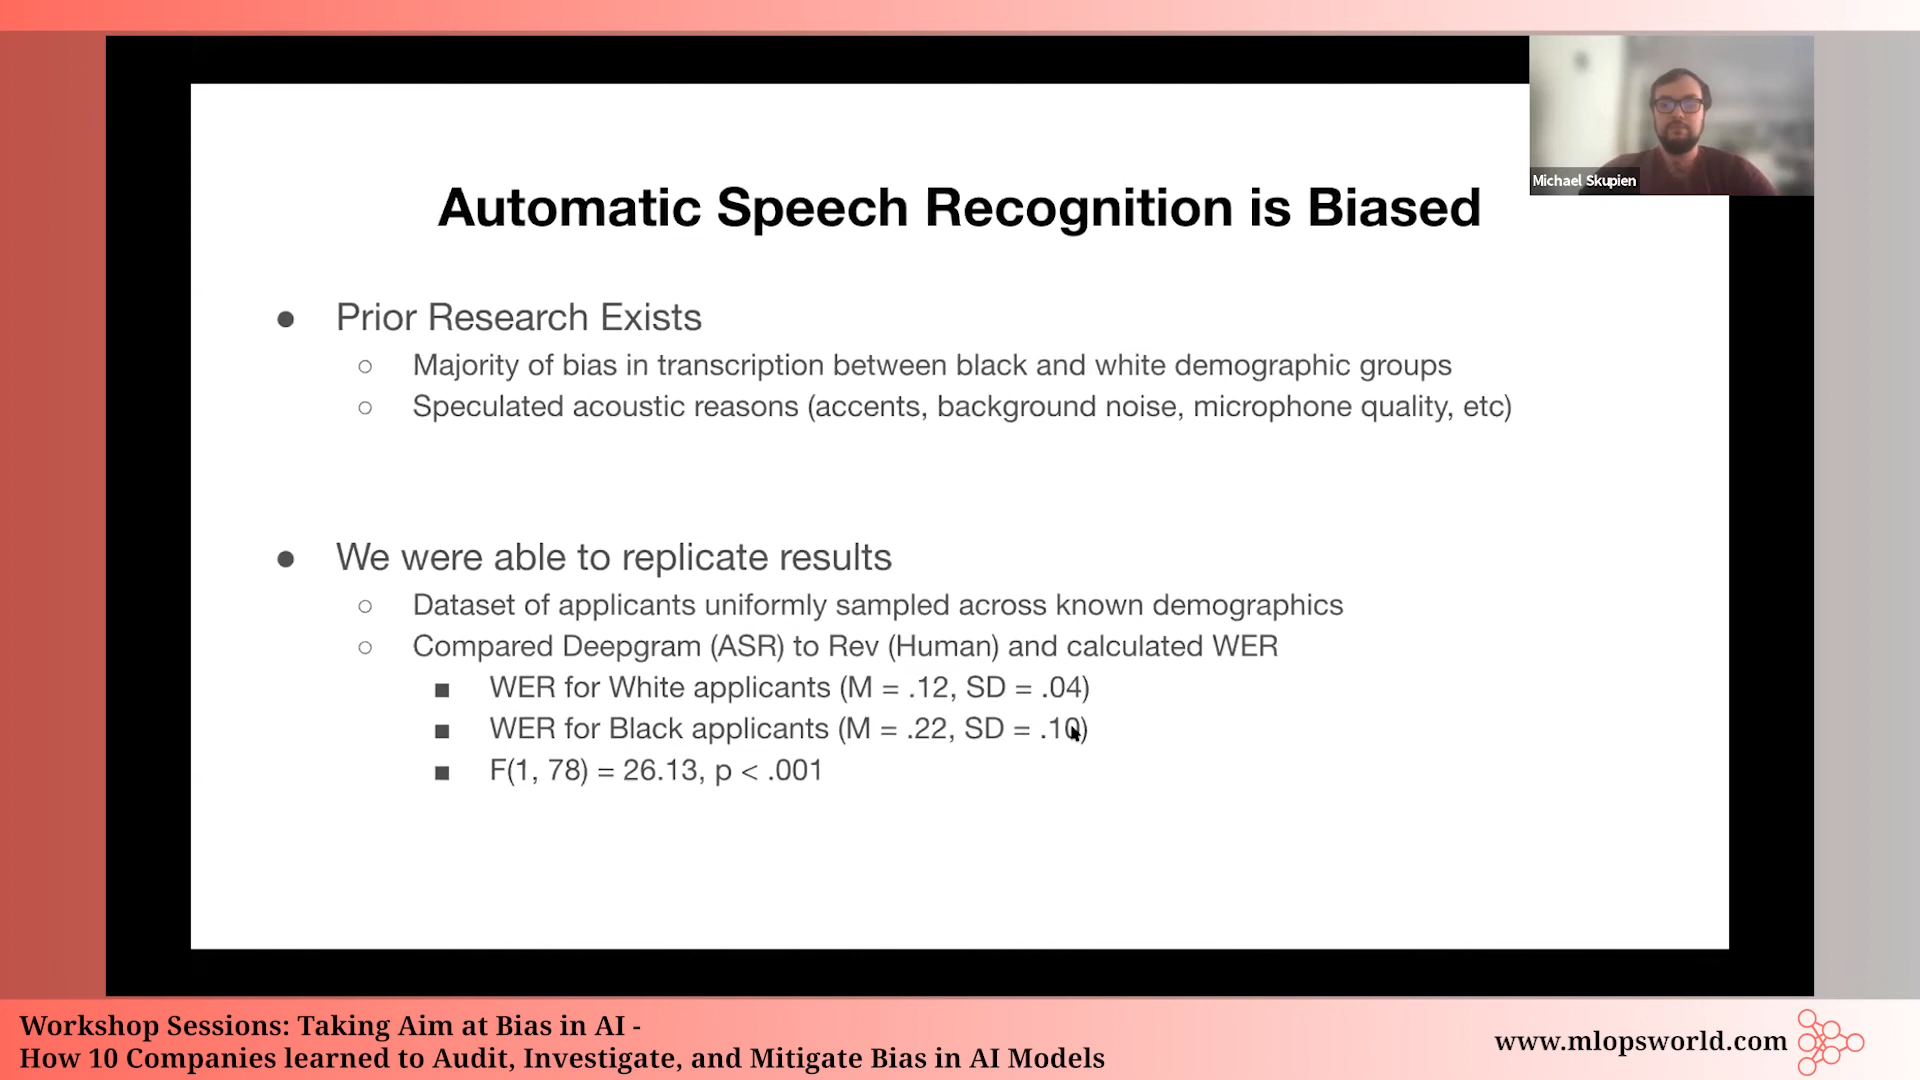 Michael Skupien
Automatic Speech Recognition is Biased
● Prior Research Exists
○ Majority of bias in transcription between black and white demographic groups
○ Speculated acoustic reasons (accents, background noise, microphone quality, etc)
● We were able to replicate results
○ Dataset of applicants uniformly sampled across known demographics
○ Compared Deepgram (ASR) to Rev (Human) and calculated WER
■ WER for White applicants (M = .12, SD = .04)
■ WER for Black applicants (M = .22, SD = .10)
■ F(1, 78) = 26.13, p < .001
Workshop Sessions: Taking Aim at Bias in AI -
How 10 Companies learned to Audit, Investigate, and Mitigate Bias in AI Models
www.mlopsworld.com